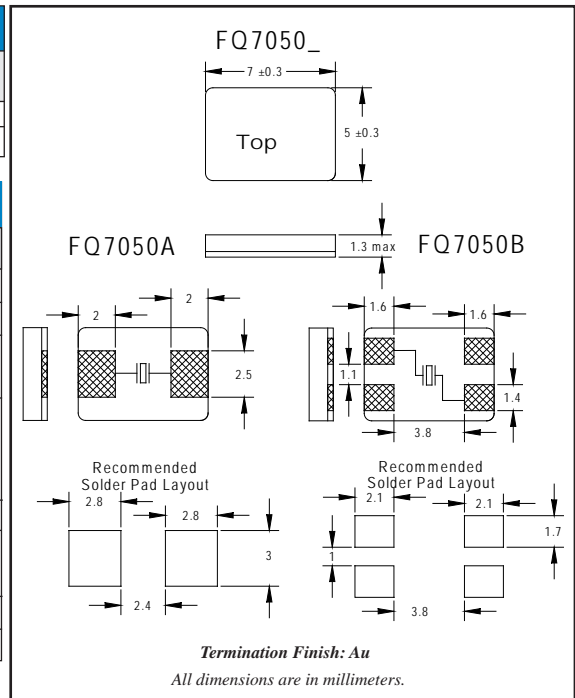 FQ7050_
7 ±0.3
5 ±0.3
Top
FQ7050A
1.3 max
FQ7050B
2
2
2.5
1.6
1.6
1.1
1.4
3.8
Recommended
Solder Pad Layout
2.8
2.8
3
2.4
Recommended
Solder Pad Layout
2.1
2.1
1.7
1
3.8
Termination Finish: Au
All dimensions are in millimeters.